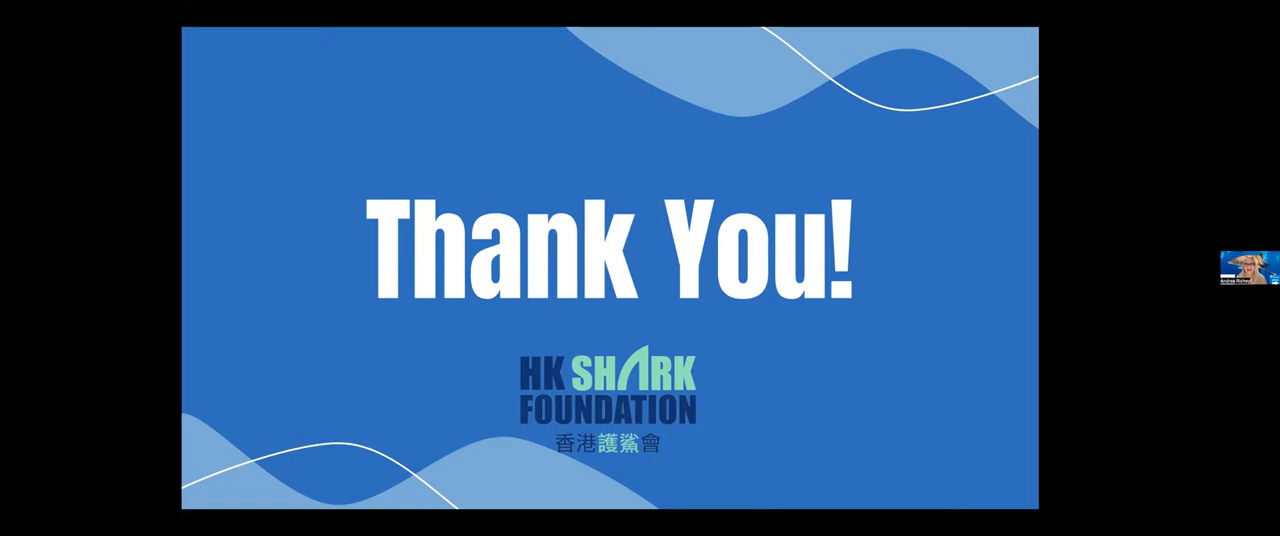 Thank You!
HK SHARK
FOUNDATION
香港護鯊會